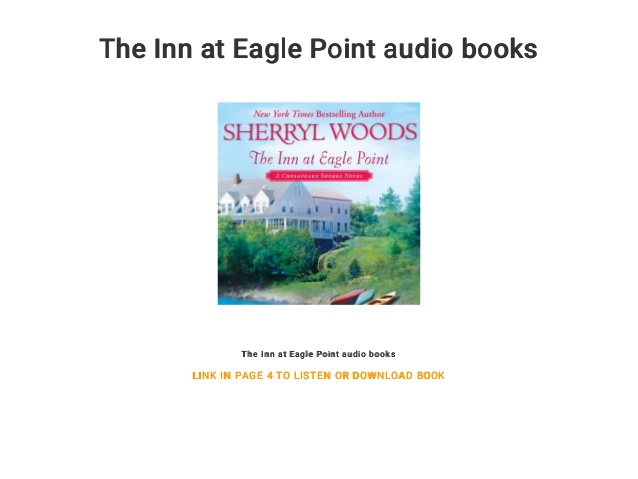 The Inn at Eagle Point audio books
New York Times Bestselling Author
SHERRYL WOODS
The Inn at Eagle Point
A CHESAPEAKE SHORES NOVEL
The Inn at Eagle Point audio books
LINK IN PAGE 4 TO LISTEN OR DOWNLOAD BOOK